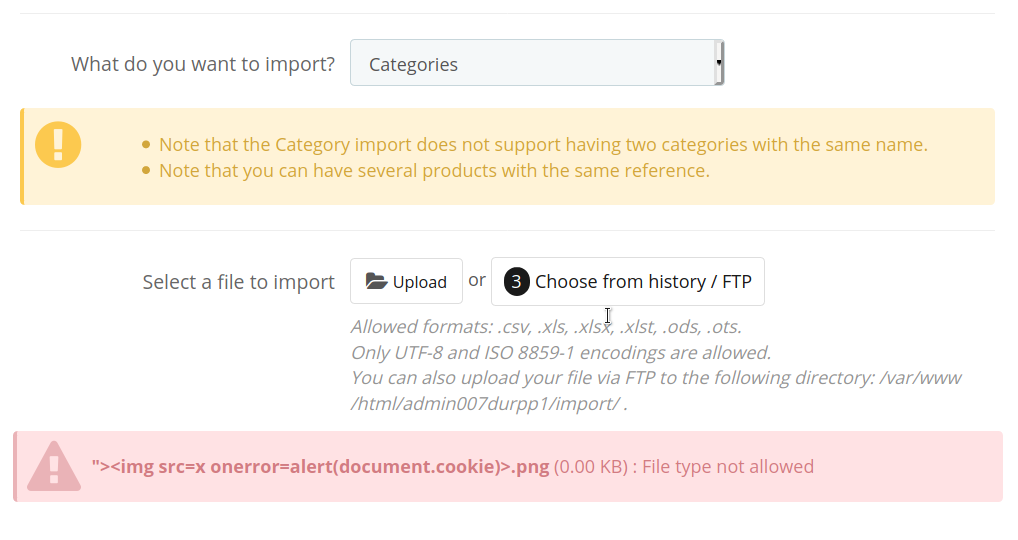 What do you want to import? Categories
Note that the Category import does not support having two categories with the same name.
Note that you can have several products with the same reference.
Select a file to import Upload or 3 Choose from history / FTP
Allowed formats: .csv, .xls, .xlsx, .xlst, .ods, .ots.
Only UTF-8 and ISO 8859-1 encodings are allowed.
You can also upload your file via FTP to the following directory: /var/www
/html/admin007durpp1/import/ .
"><img src=x onerror=alert(document.cookie)>.png (0.00 KB) : File type not allowed